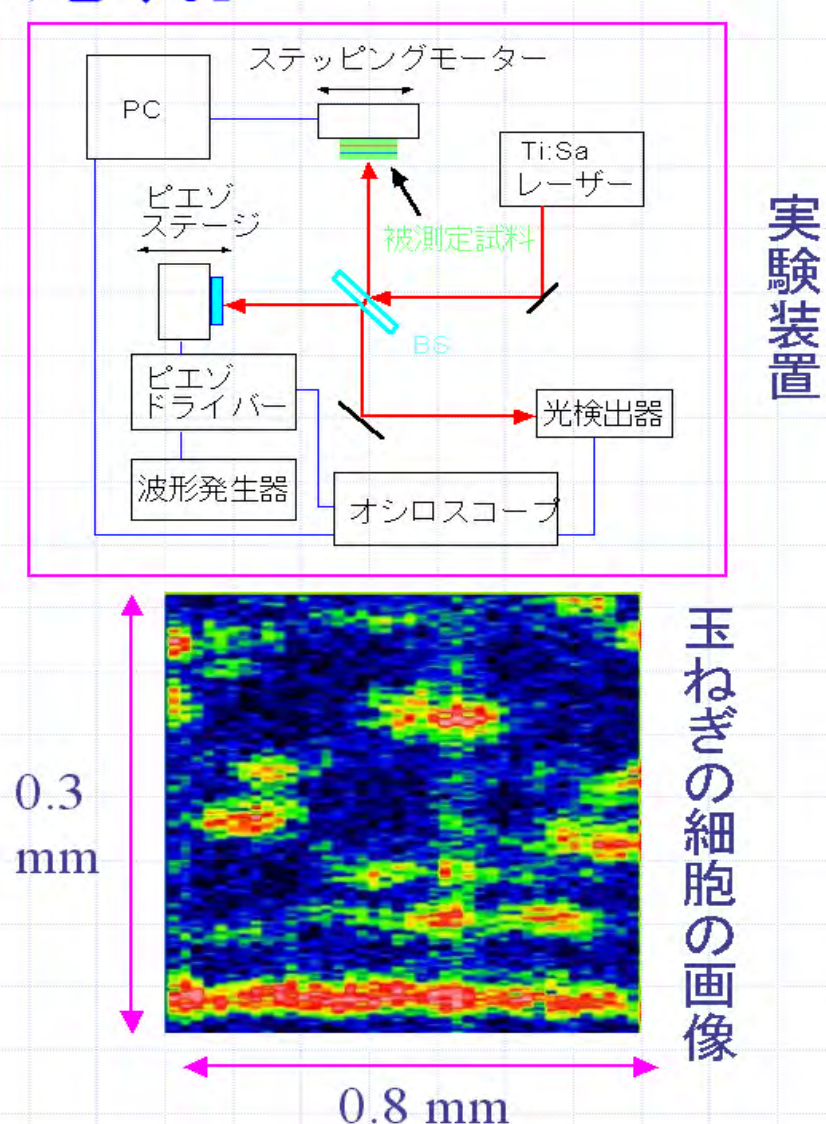 ステッピングモーター
PC
Ti:Sa
レーザー
ピエゾ
ステージ
被測定試料
BS
ピエゾ
ドライバー
光検出器
波形発生器
オシロスコープ
実験装置
0.3
mm
0.8 mm
玉ねぎの細胞の画像